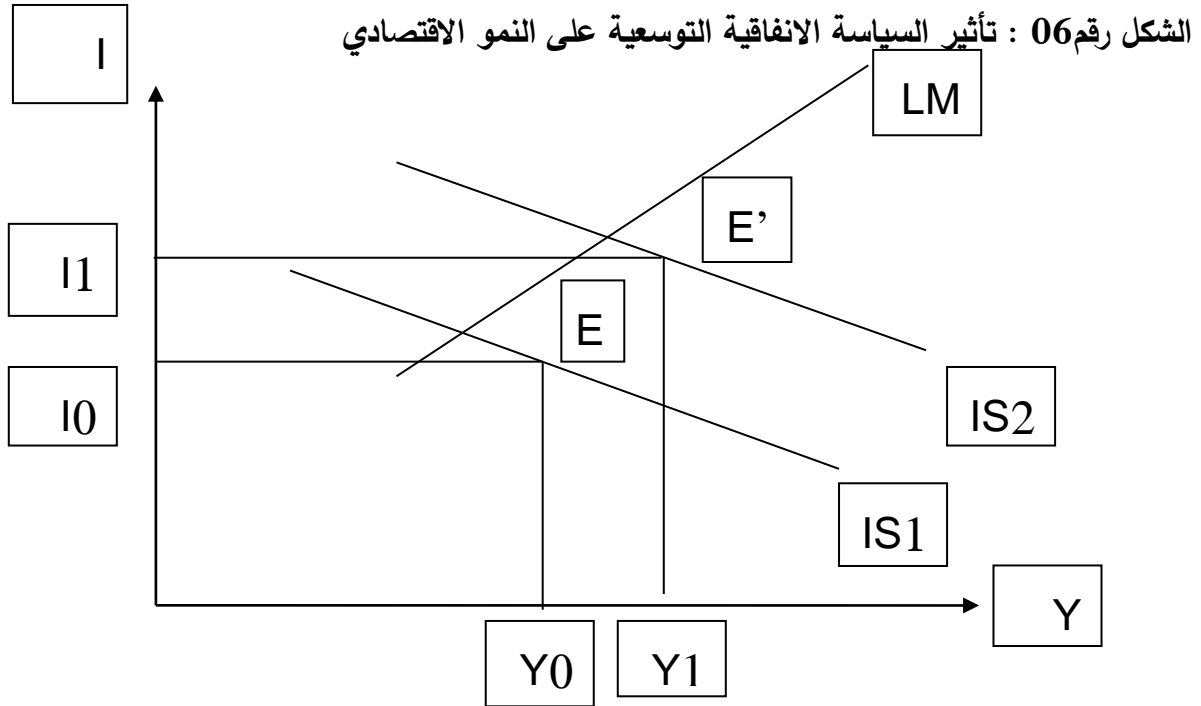 الشكل رقم06 : تأثير السياسة الانفاقية التوسعية على النمو الاقتصادي
I
LM
E’
I1
E
I0
IS2
IS1
Y
Y0
Y1